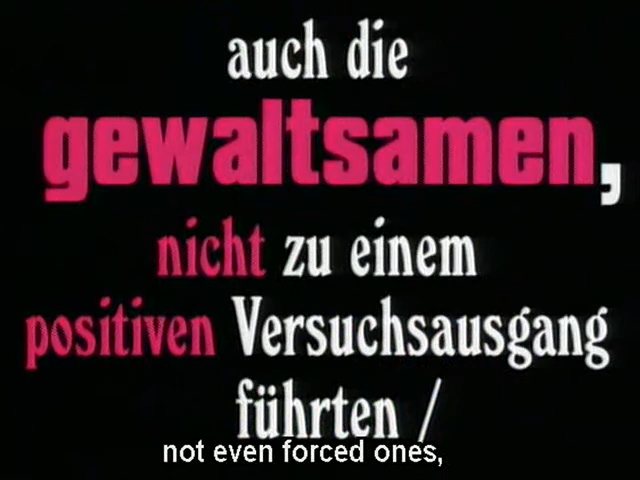 auch die
gewaltsamen,
nicht zu einem
positiven Versuchsausgang
führten /
not even forced ones,